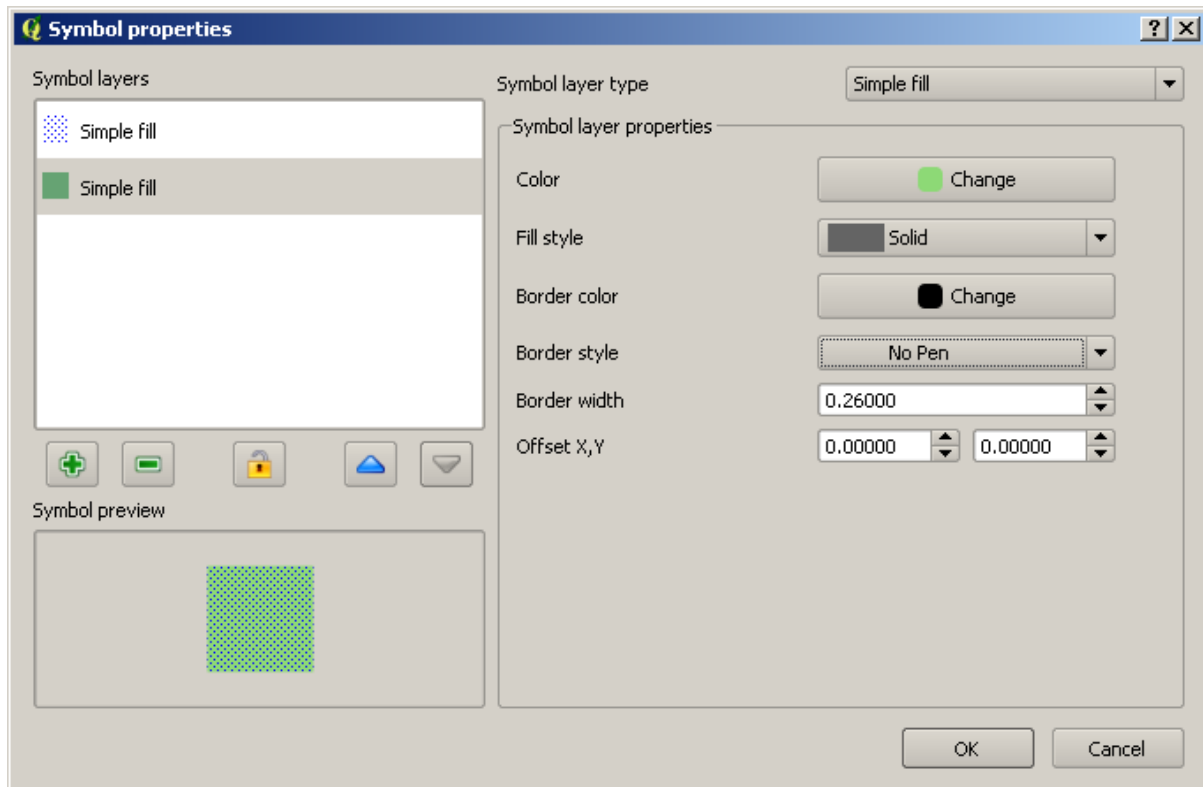 Symbol properties
Symbol layers
Simple fill
Simple fill
Symbol preview
Symbol layer type
Simple fill
Symbol layer properties
Color
Change
Fill style
Solid
Border color
Change
Border style
No Pen
Border width
0.26000
Offset X,Y
0.00000
0.00000
OK
Cancel